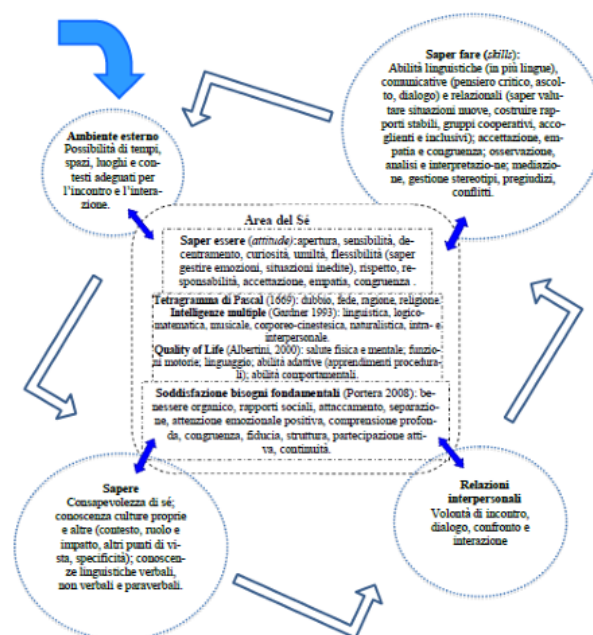 Saper fare (skills):
Abilità linguistiche (in più lingue),
comunicative (pensiero critico, ascol-
to, dialogo) e relazionali (saper valu-
tare situazioni nuove, costruire rap-
porti stabili, gruppi cooperativi, acco-
glienti e inclusivi); accettazione, em-
patia e congruenza; osservazione,
analisi e interpretazio-ne; mediazio-
ne, gestione stereotipi, pregiudizi,
conflitti.
Ambiente esterno
Possibilità di tempi,
spazi, luoghi e con-
testi adeguati per
l’incontro e l’intera-
zione.
Area del Sé
Saper essere (attitude):apertura, sensibilità, de-
centramento, curiosità, umiltà, flessibilità (saper
gestire emozioni, situazioni inedite), rispetto, re-
sponsabilità, accettazione, empatia, congruenza .
Tetragramma di Pascal (1669): dubbio, fede, ragione, religione.
Intelligenze multiple (Gardner 1993): linguistica, logico-
matematica, musicale, corporeo-cinestesica, naturalistica, intra- e
interpersonale.
Quality of Life (Albertini, 2000): salute fisica e mentale; funzio-
ni motorie; linguaggio; abilità adattive (apprendimenti procedura-
li); abilità comportamentali.
Soddisfazione bisogni fondamentali (Portera 2008): be-
nessere organico, rapporti sociali, attaccamento, separazio-
ne, attenzione emozionale positiva, comprensione profon-
da, congruenza, fiducia, struttura, partecipazione atti-
va, continuità.
Sapere
Consapevolezza di sé;
conoscenza culture proprie
e altre (contesto, ruolo e
impatto, altri punti di vi-
sta, specificità); conoscen-
ze linguistiche verbali,
non verbali e paraverbali.
Relazioni
interpersonali
Volontà di incontro,
dialogo, confronto e
interazione